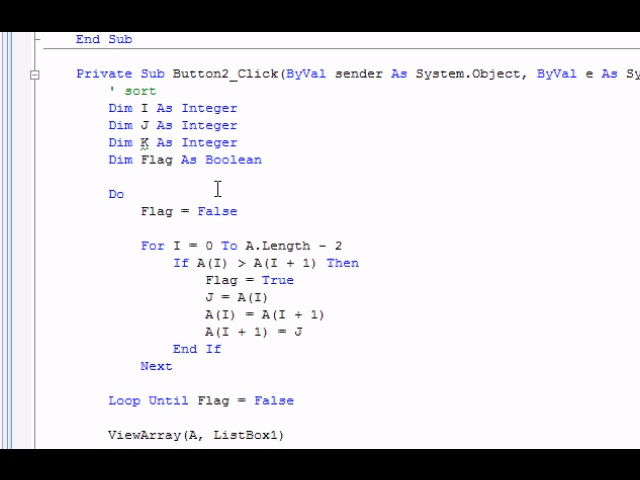 End Sub
Private Sub Button2_Click(ByVal sender As System.Object, ByVal e As Sy
' sort
Dim I As Integer
Dim J As Integer
Dim K As Integer
Dim Flag As Boolean
Do
Flag = False
For I = 0 To A.Length - 2
If A(I) > A(I + 1) Then
Flag = True
J = A(I)
A(I) = A(I + 1)
A(I + 1) = J
End If
Next
Loop Until Flag = False
ViewArray(A, ListBox1)